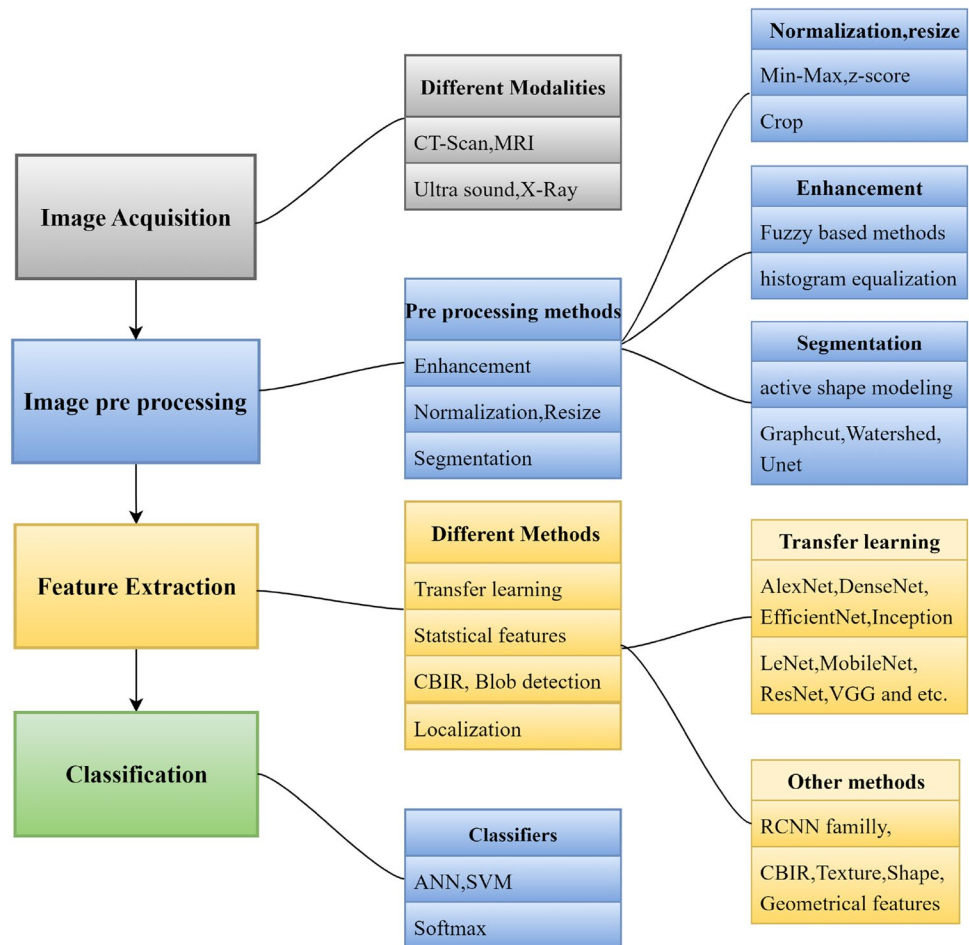 Image Acquisition
Image pre processing
Feature Extraction
Classification
Different Modalities
CT-Scan,MRI
Ultra sound,X-Ray
Pre processing methods
Enhancement
Normalization,Resize
Segmentation
Different Methods
Transfer learning
Statstical features
CBIR, Blob detection
Localization
Classifiers
ANN,SVM
Softmax
Normalization,resize
Min-Max,z-score
Crop
Enhancement
Fuzzy based methods
histogram equalization
Segmentation
active shape modeling
Graphcut,Watershed,
Unet
Transfer learning
AlexNet,DenseNet,
EfficientNet,Inception
LeNet,MobileNet,
ResNet,VGG and etc.
Other methods
RCNN familly,
CBIR,Texture,Shape,
Geometrical features